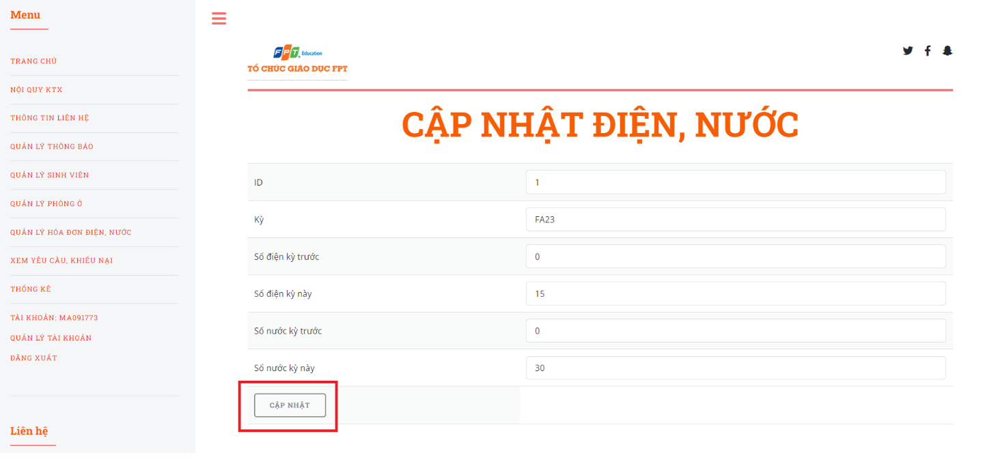 Menu
TRANG CHỦ
NỘI QUY KTX
THÔNG TIN LIÊN HỆ
QUẢN LÝ THÔNG BÁO
QUẢN LÝ SINH VIÊN
QUẢN LÝ PHÒNG Ở
QUẢN LÝ HÓA ĐƠN ĐIỆN, NƯỚC
XEM YÊU CẦU, KHIẾU NẠI
THỐNG KÊ
TÀI KHOẢN: MA091773
QUẢN LÝ TÀI KHOẢN
ĐĂNG XUẤT
Liên hệ
FPT Education
TỔ CHỨC GIÁO DỤC FPT
CẬP NHẬT ĐIỆN, NƯỚC
ID 1
Kỳ FA23
Số điện kỳ trước 0
Số điện kỳ này 15
Số nước kỳ trước 0
Số nước kỳ này 30
CẬP NHẬT